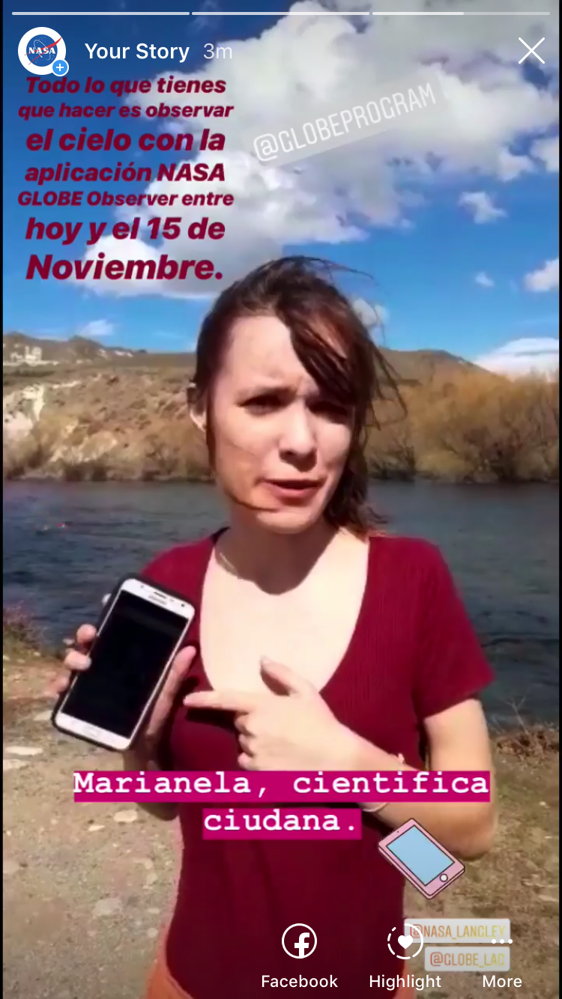 NASA
Your Story 3m
Todo lo que tienes
que hacer es observar
el cielo con la
aplicación NASA
GLOBE Observer entre
hoy y el 15 de
Noviembre.
@GLOBEPROGRAM
SAMSUNG
Marianela, cientifica
ciudana.
@NASA_LANGLEY
@GLOBE_LAC
Facebook
Highlight
More